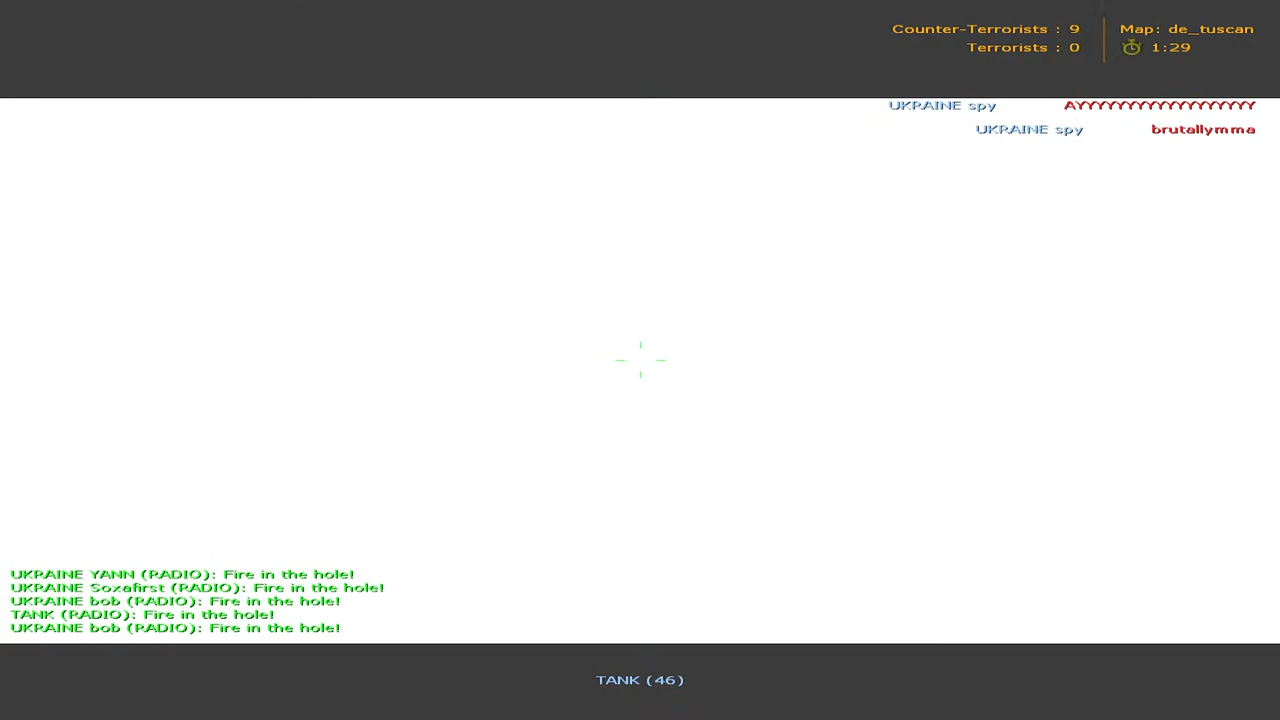 Counter-Terrorists : 9
Terrorists : 0
Map: de_tuscan
1:29
UKRAINE spy AYYYYYYYYYYYYYYYYYY
UKRAINE spy brutallymma
UKRAINE YANN (RADIO): Fire in the hole!
UKRAINE Soxafirst (RADIO): Fire in the hole!
UKRAINE bob (RADIO): Fire in the hole!
TANK (RADIO): Fire in the hole!
UKRAINE bob (RADIO): Fire in the hole!
TANK (46)